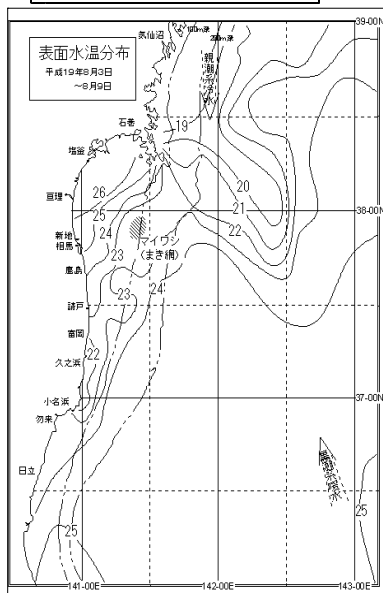 表面水温分布
平成19年8月3日
～8月9日
気仙沼
100m深
200m深
39-00N
親潮系冷水
石巻
19
塩釜
20
26
亘理
21
25
38-00N
新地
24
22
相馬
マイワシ
23
(まき網)
鹿島
24
23
請戸
富岡
22
久之浜
37-00N
小名浜
勿来
日立
25
25
141-00E
142-00E
143-00E